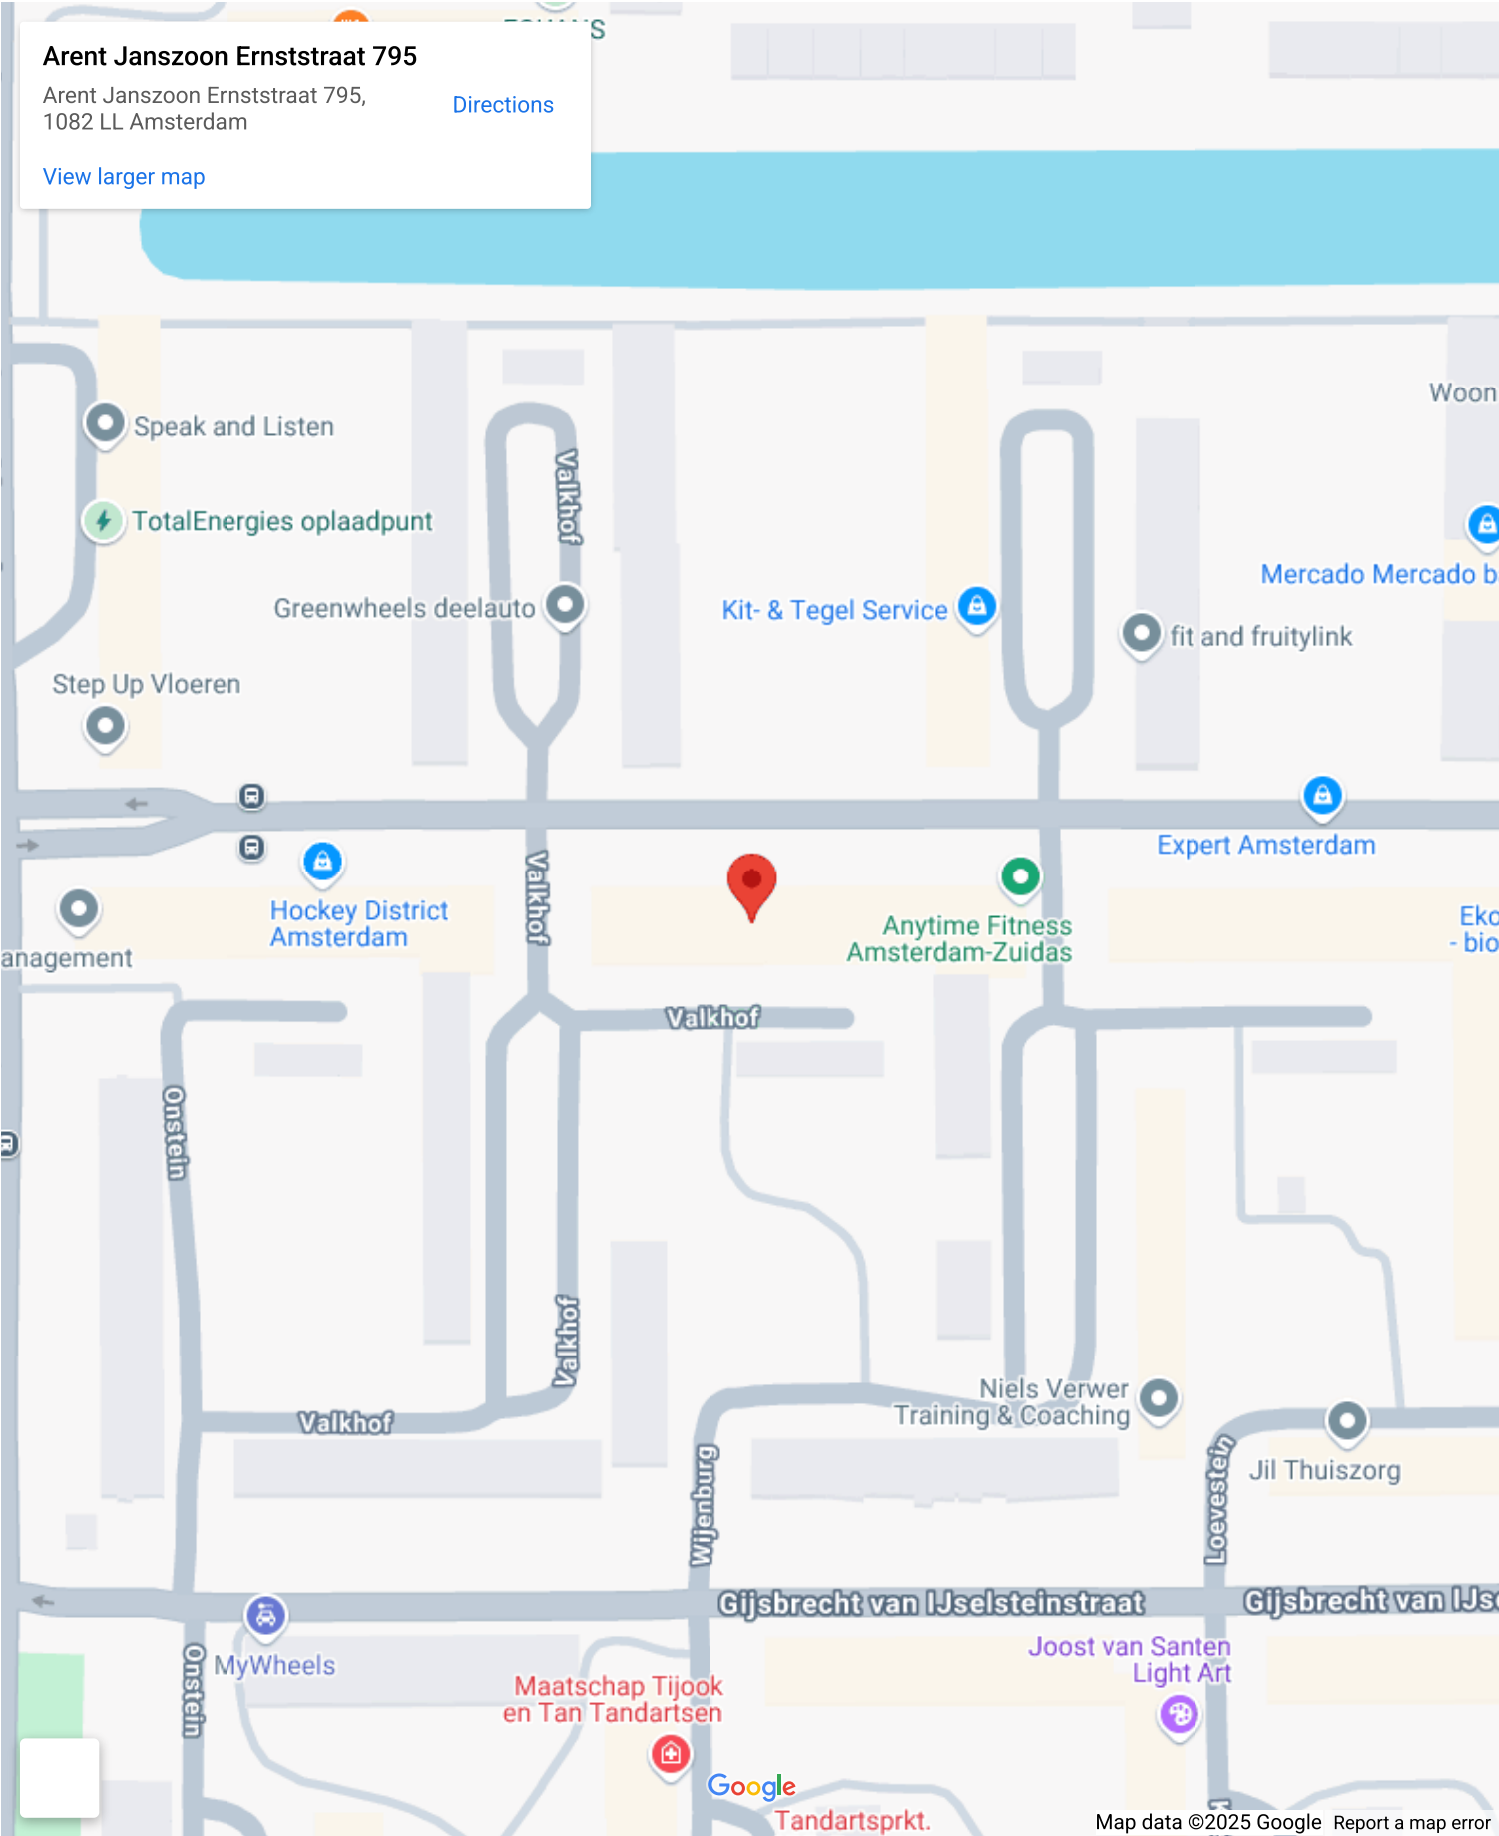 Arent Janszoon Ernststraat 795
Arent Janszoon Ernststraat 795,
1082 LL Amsterdam
Directions
View larger map
Woon
Speak and Listen
Valkhof
TotalEnergies oplaadpunt
Mercado Mercado b
Greenwheels deelauto
Kit- & Tegel Service
fit and fruitylink
Step Up Vloeren
Expert Amsterdam
Valkhof
Hockey District
Amsterdam
Anytime Fitness
Amsterdam-Zuidas
Eko
- bio
anagement
Valkhof
Onstein
Valkhof
Niels Verwer
Training & Coaching
Valkhof
Wijenburg
Loevestein
Jil Thuiszorg
Gijsbrecht van IJselsteinstraat
Gijsbrecht van IJse
Onstein
MyWheels
Joost van Santen
Light Art
Maatschap Tijook
en Tan Tandartsen
Google
Tandartsprkt.
Map data ©2025 Google
Report a map error